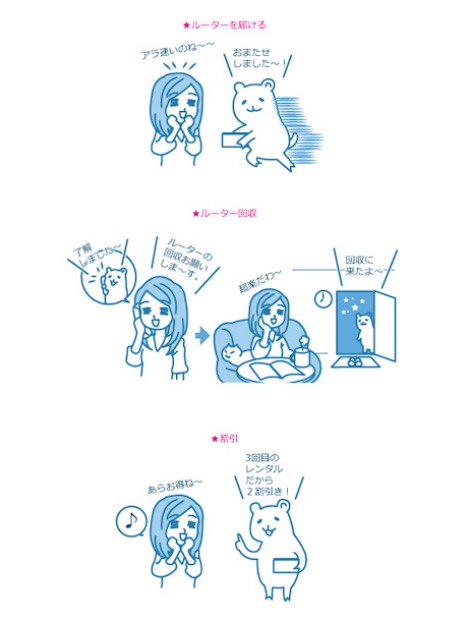 ★ルーターを届ける
アラ速いのね〜〜
おまたせ
しました〜！
★ルーター回収
了解
しました〜
ルーターの
回収お願い
しま〜す。
超楽だわ〜
回収に
来たよ〜
★割引
あらお得ね〜
3回目の
レンタル
だから
２割引き！